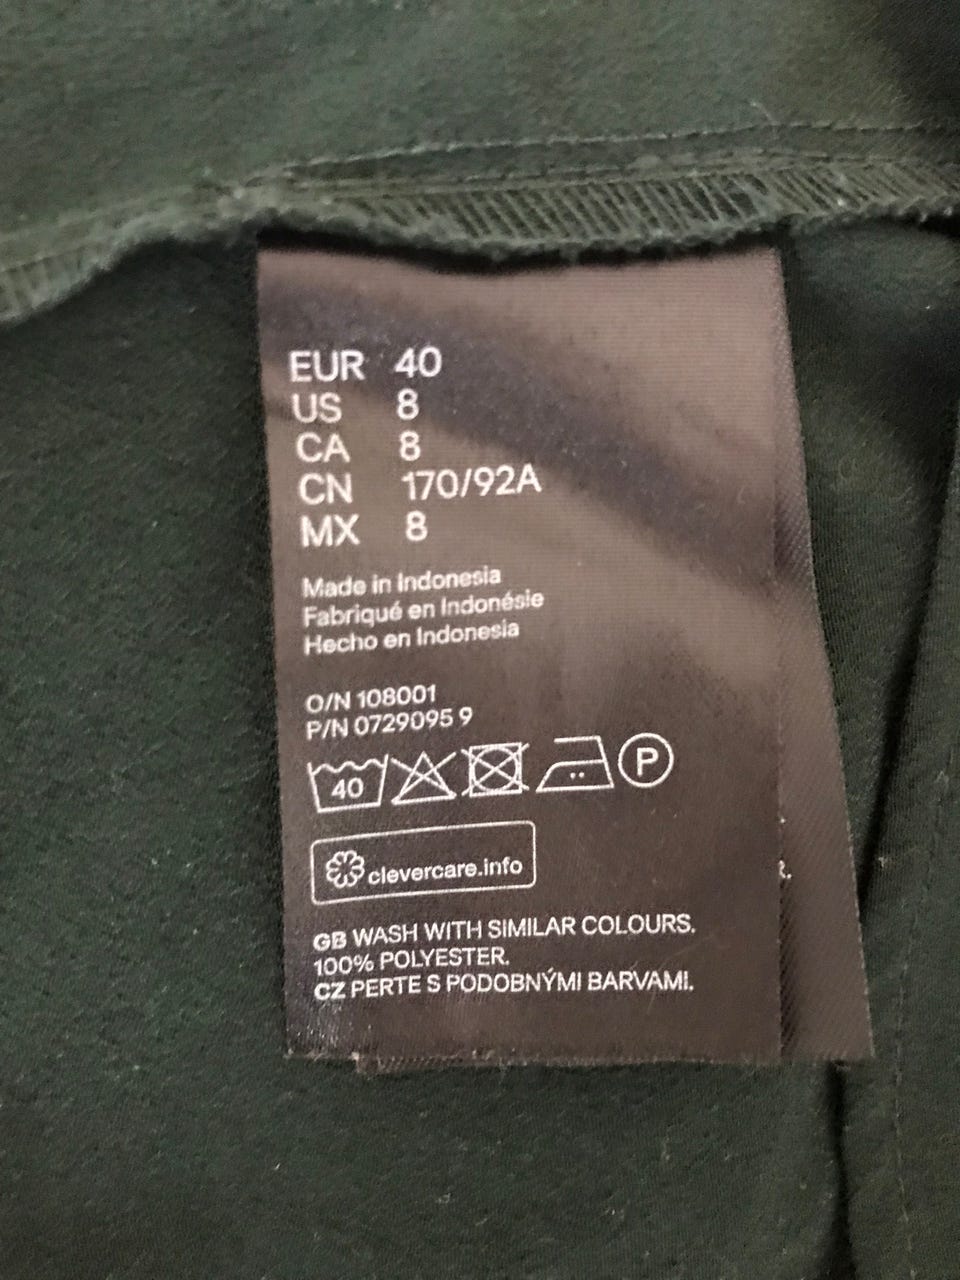 EUR 40
US 8
CA 8
CN 170/92A
MX 8
Made in Indonesia
Fabriqué en Indonésie
Hecho en Indonesia
O/N 108001
P/N 0729095 9
40 P
clevercare.info
GB WASH WITH SIMILAR COLOURS.
100% POLYESTER.
CZ PERTE S PODOBNÝMI BARVAMI.